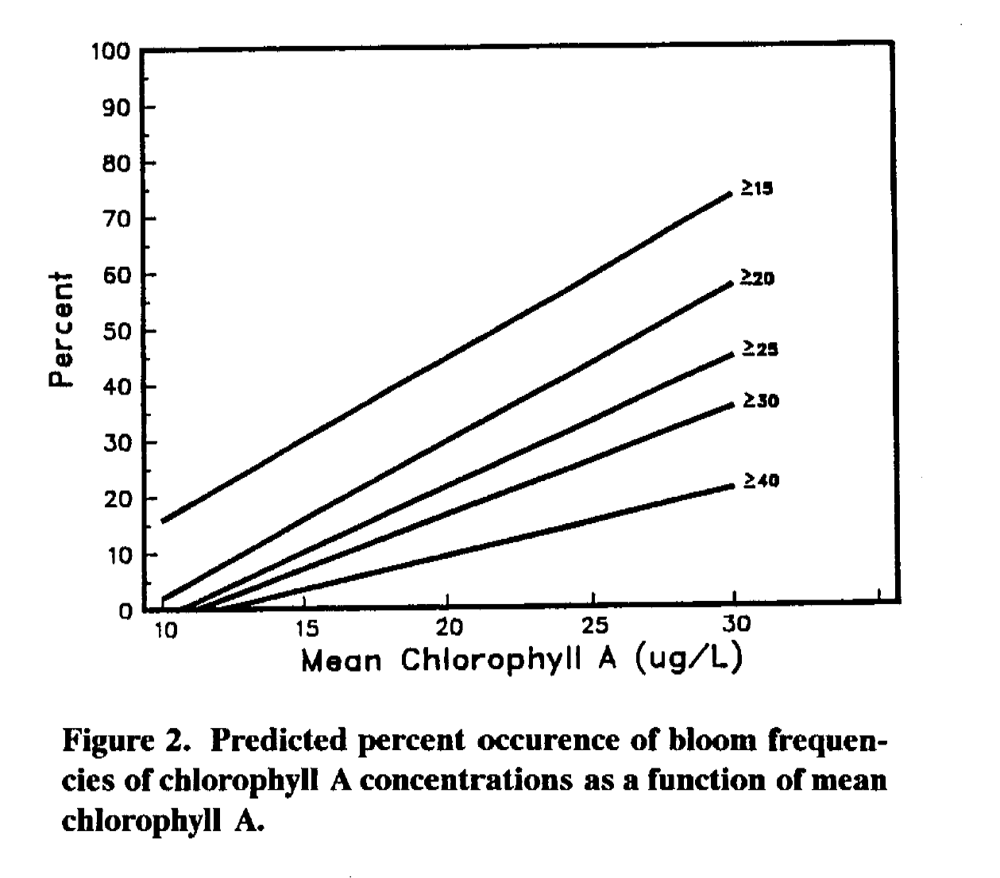 100
90
80
70
60
50
40
30
20
10
0
Percent
≥15
≥20
≥25
≥30
≥40
10 15 20 25 30
Mean Chlorophyll A (ug/L)
Figure 2. Predicted percent occurence of bloom frequen-
cies of chlorophyll A concentrations as a function of mean
chlorophyll A.